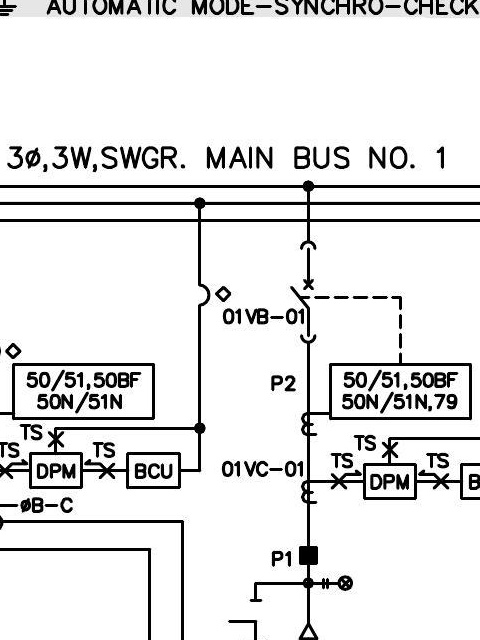 AUTOMATIC MODE-SYNCHRO-CHECK
3ø,3W,SWGR. MAIN BUS NO. 1
01VB-01
50/51,50BF
50N/51N
P2
50/51,50BF
50N/51N,79
TS
TS
TS
DPM
BCU
01VC-01
TS
TS
TS
DPM
B
øB-C
P1